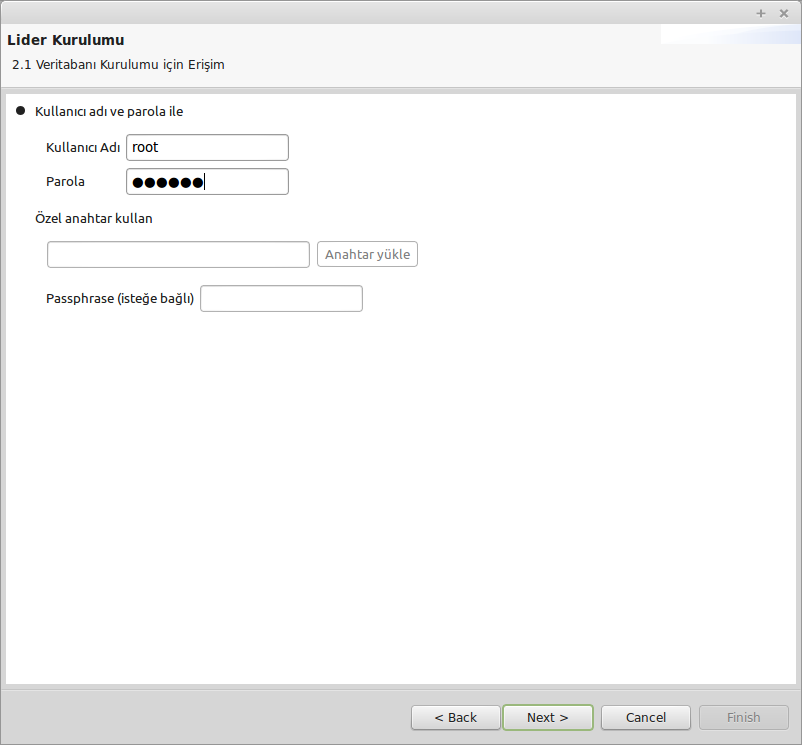 Lider Kurulumu
2.1 Veritabanı Kurulumu için Erişim
Kullanıcı adı ve parola ile
Kullanıcı Adı root
Parola ●●●●●●
Özel anahtar kullan
Anahtar yükle
Passphrase (isteğe bağlı)
< Back Next > Cancel Finish